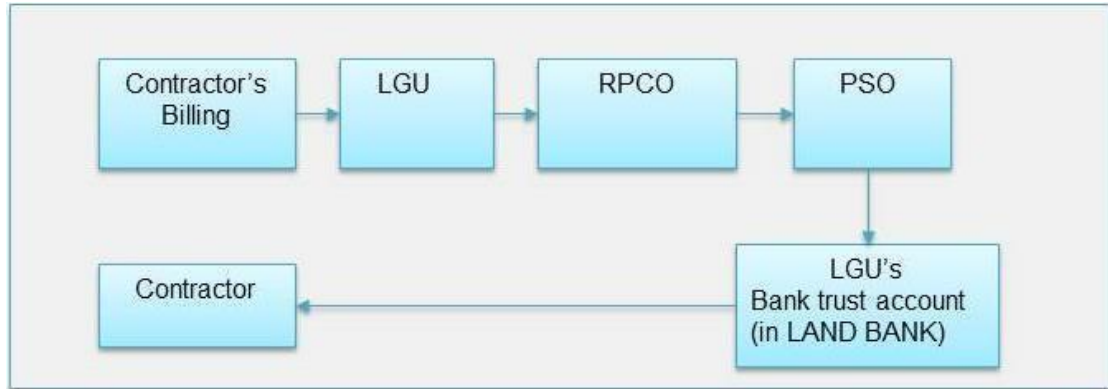 Contractor's
Billing
LGU
RPCO
PSO
LGU's
Bank trust account
(in LAND BANK)
Contractor